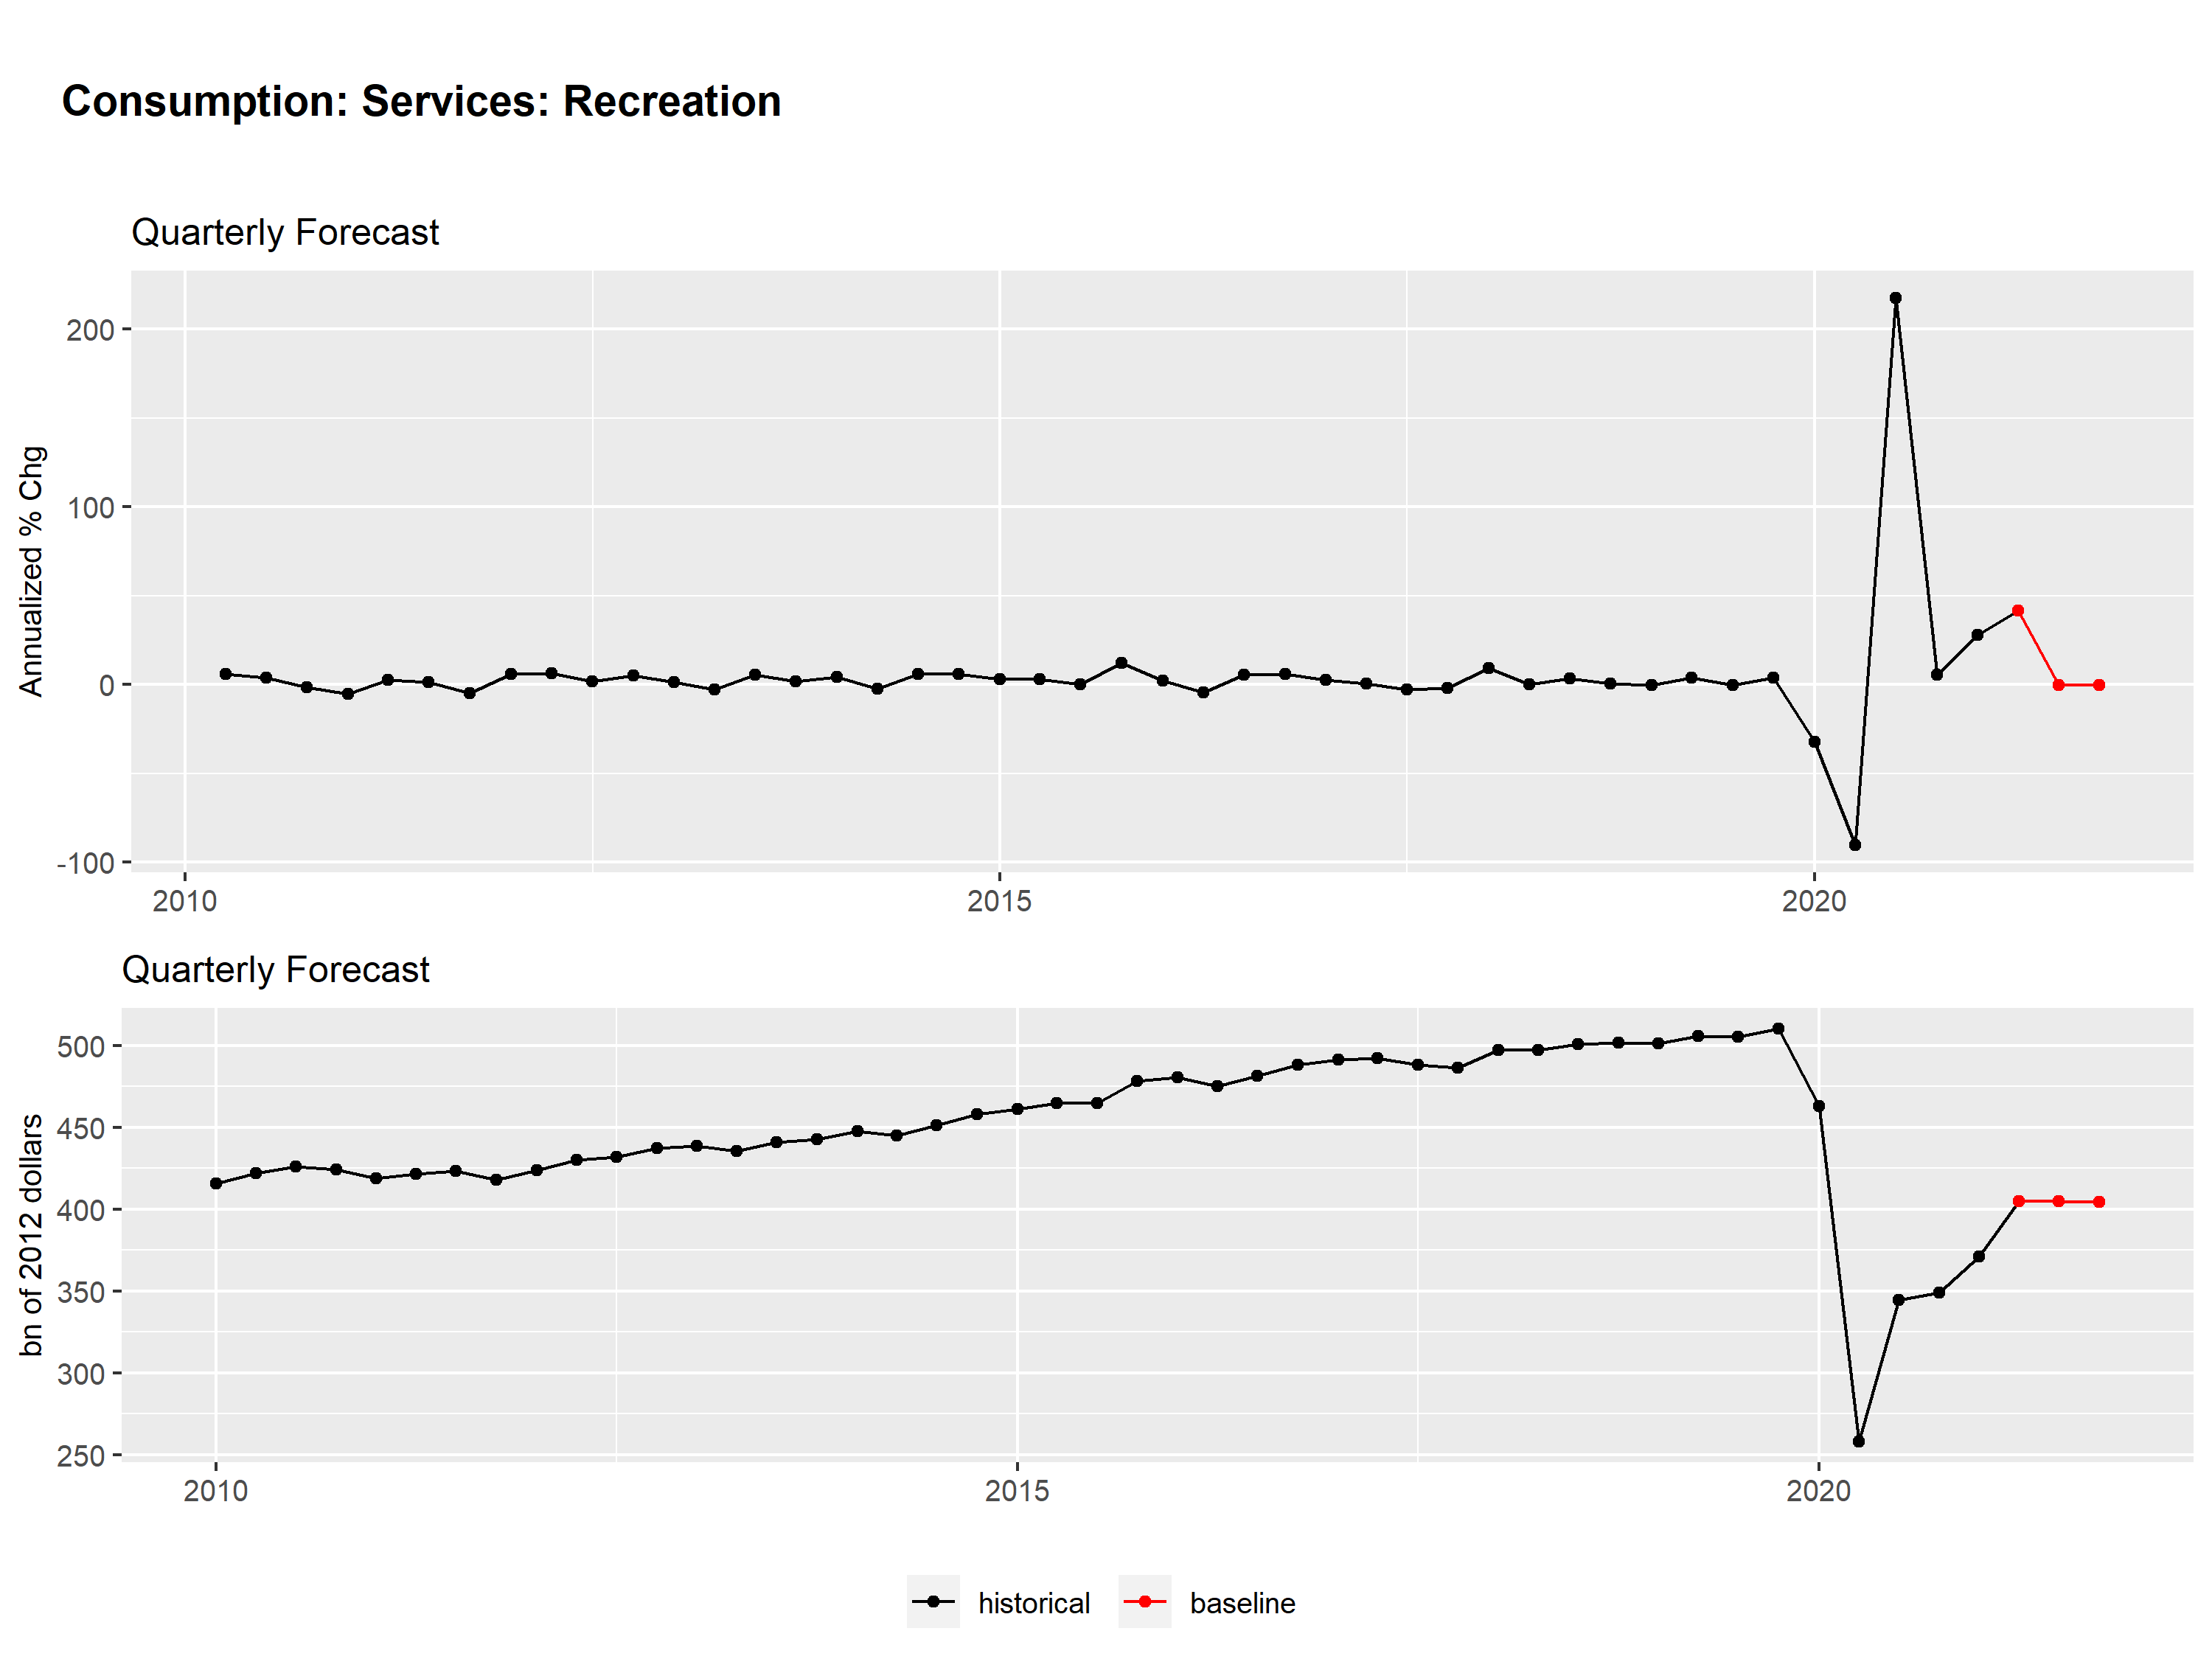 Consumption: Services: Recreation
Quarterly Forecast
Annualized % Chg
200
100
0
-100
2010
2015
2020
Quarterly Forecast
bn of 2012 dollars
500
450
400
350
300
250
2010
2015
2020
historical
baseline